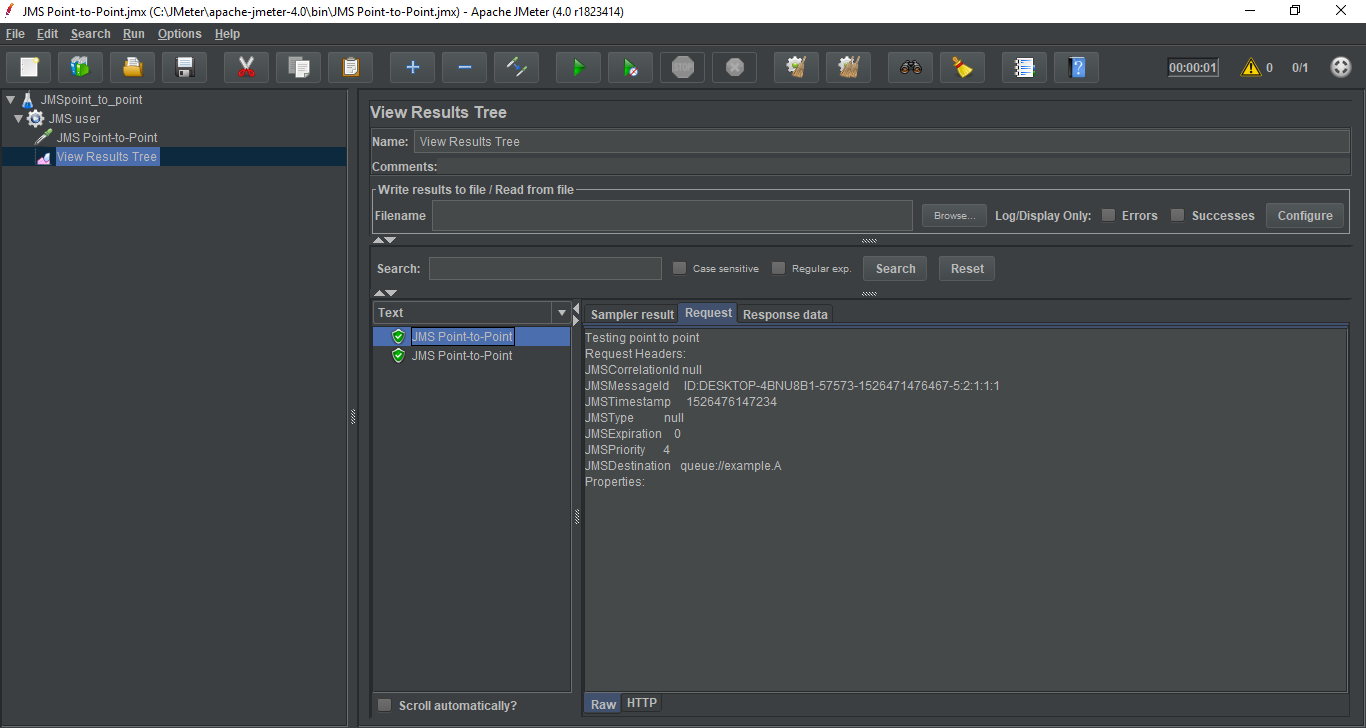 JMS Point-to-Point.jmx (C:\JMeter\apache-jmeter-4.0\bin\JMS Point-to-Point.jmx) - Apache JMeter (4.0 r1823414)
File Edit Search Run Options Help
STOP
00:00:01 0 0/1
JMSpoint_to_point
JMS user
JMS Point-to-Point
View Results Tree
View Results Tree
Name: View Results Tree
Comments:
Write results to file / Read from file
Filename Browse... Log/Display Only: Errors Successes Configure
Search: Case sensitive Regular exp. Search Reset
Text
JMS Point-to-Point
JMS Point-to-Point
Scroll automatically?
Sampler result Request Response data
Testing point to point
Request Headers:
JMSCorrelationId null
JMSMessageId ID:DESKTOP-4BNU8B1-57573-1526471476467-5:2:1:1:1
JMSTimestamp 1526476147234
JMSType null
JMSExpiration 0
JMSPriority 4
JMSDestination queue://example.A
Properties:
Raw HTTP